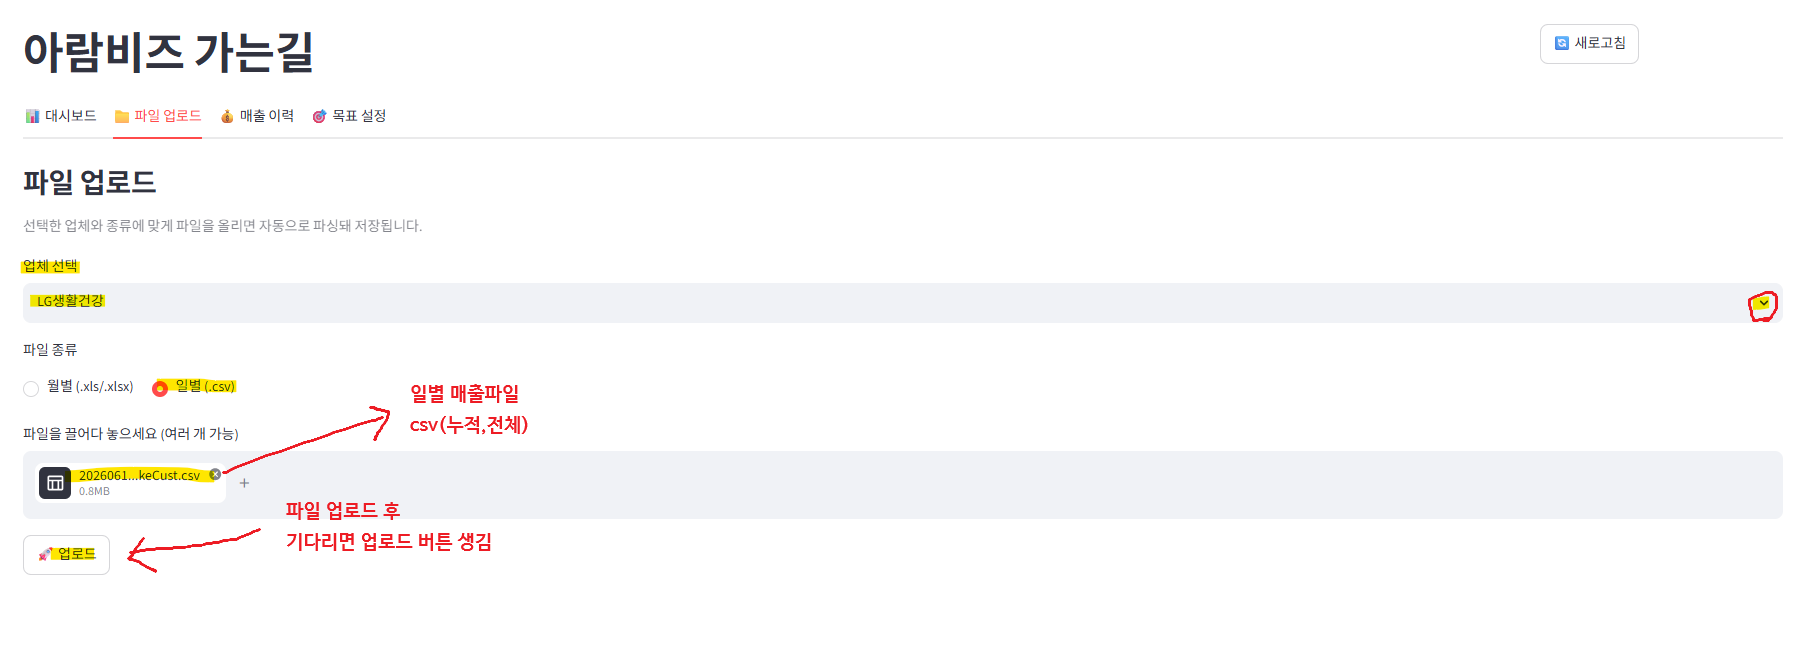 아람비즈 가는길
새로고침
대시보드 파일 업로드 매출 이력 목표 설정
파일 업로드
선택한 업체와 종류에 맞게 파일을 올리면 자동으로 파싱돼 저장됩니다.
업체 선택
LG생활건강
파일 종류
월별 (.xls/.xlsx) 일별 (.csv)
일별 매출파일
csv(누적,전체)
파일을 끌어다 놓으세요 (여러 개 가능)
2026061...keCust.csv
0.8MB
파일 업로드 후
기다리면 업로드 버튼 생김
업로드